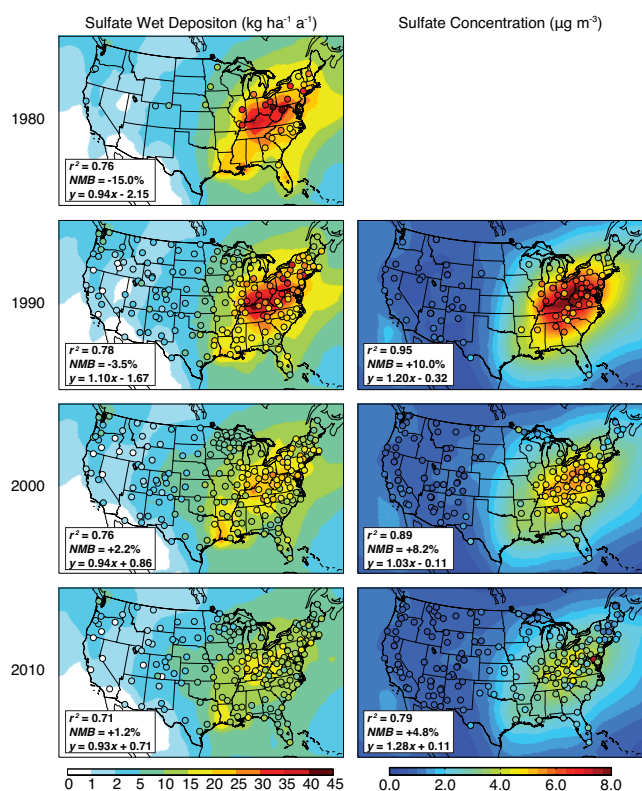 Sulfate Wet Depositon (kg ha⁻¹ a⁻¹)
Sulfate Concentration (µg m⁻³)
1980
r² = 0.76
NMB = -15.0%
y = 0.94x - 2.15
1990
r² = 0.78
NMB = -3.5%
y = 1.10x - 1.67
r² = 0.95
NMB = +10.0%
y = 1.20x - 0.32
2000
r² = 0.76
NMB = +2.2%
y = 0.94x + 0.86
r² = 0.89
NMB = +8.2%
y = 1.03x - 0.11
2010
r² = 0.71
NMB = +1.2%
y = 0.93x + 0.71
r² = 0.79
NMB = +4.8%
y = 1.28x + 0.11
0 1 2 5 10 15 20 25 30 35 40 45
0.0 2.0 4.0 6.0 8.0